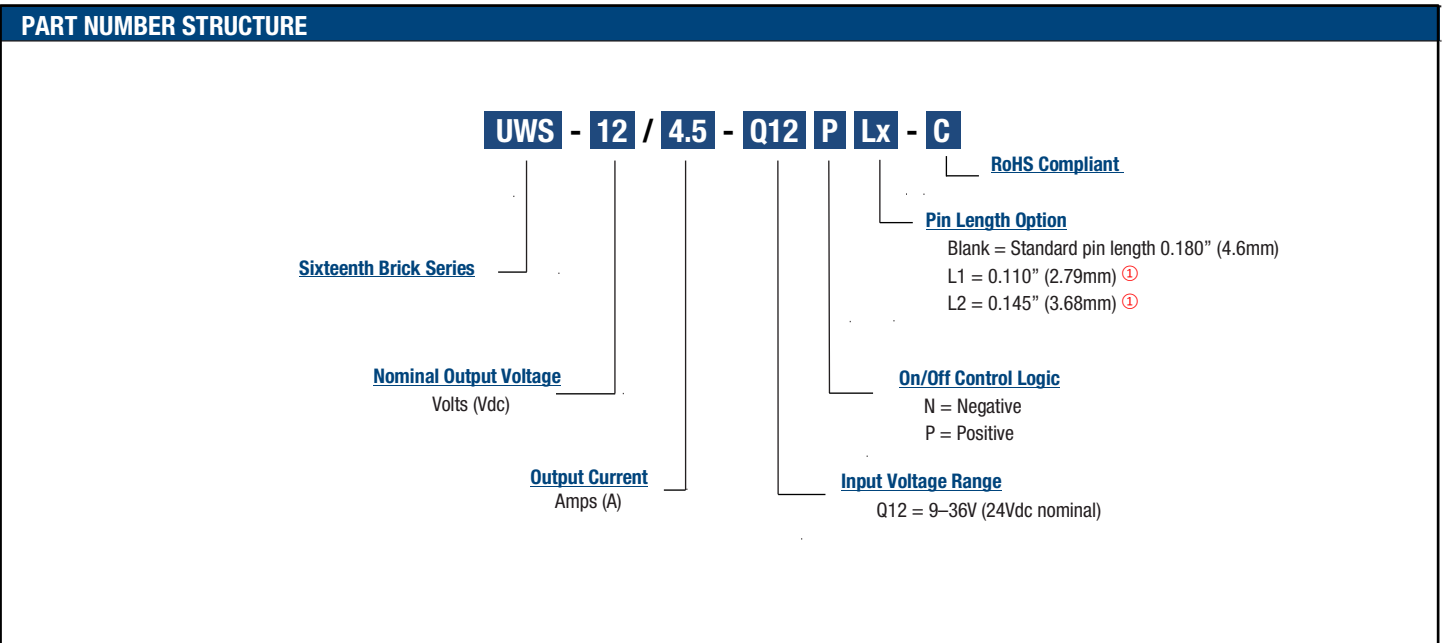 PART NUMBER STRUCTURE
UWS - 12 / 4.5 - Q12 P Lx - C
RoHS Compliant
Pin Length Option
Blank = Standard pin length 0.180” (4.6mm)
L1 = 0.110” (2.79mm) ①
L2 = 0.145” (3.68mm) ①
Sixteenth Brick Series
Nominal Output Voltage
Volts (Vdc)
On/Off Control Logic
N = Negative
P = Positive
Output Current
Amps (A)
Input Voltage Range
Q12 = 9–36V (24Vdc nominal)